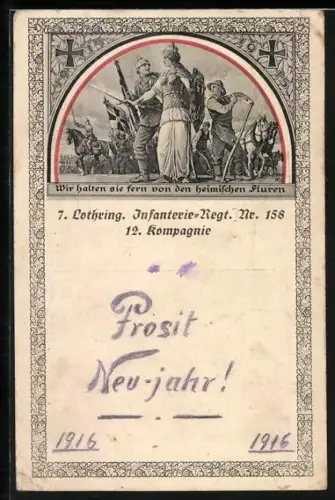 Wir halten sie fern von den heimischen Fluren
7. Lothring. Infanterie-Regt. Nr. 158
12. Kompagnie
Prosit
Neu-jahr!
1916 1916